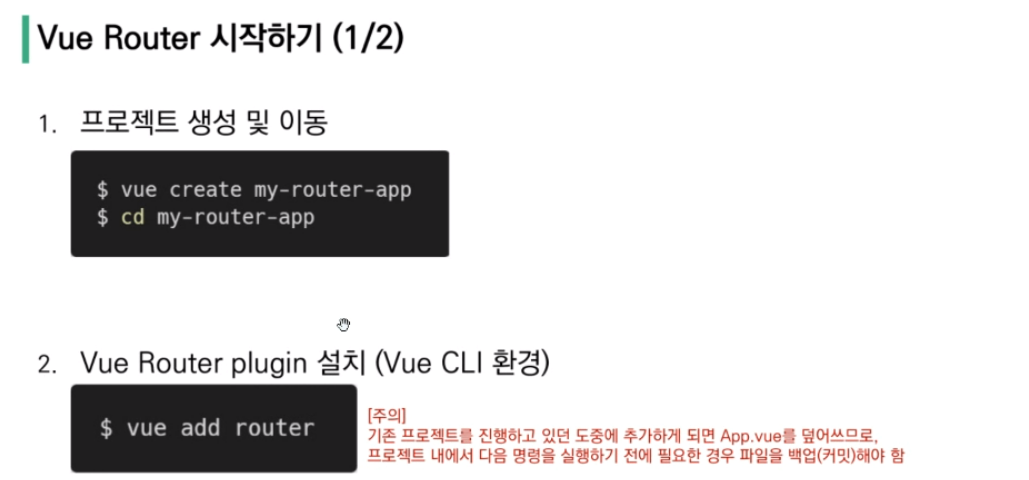 Vue Router 시작하기 (1/2)
1. 프로젝트 생성 및 이동
$ vue create my-router-app
$ cd my-router-app
2. Vue Router plugin 설치 (Vue CLI 환경)
$ vue add router
[주의]
기존 프로젝트를 진행하고 있던 도중에 추가하게 되면 App.vue를 덮어쓰므로,
프로젝트 내에서 다음 명령을 실행하기 전에 필요한 경우 파일을 백업(커밋)해야 함